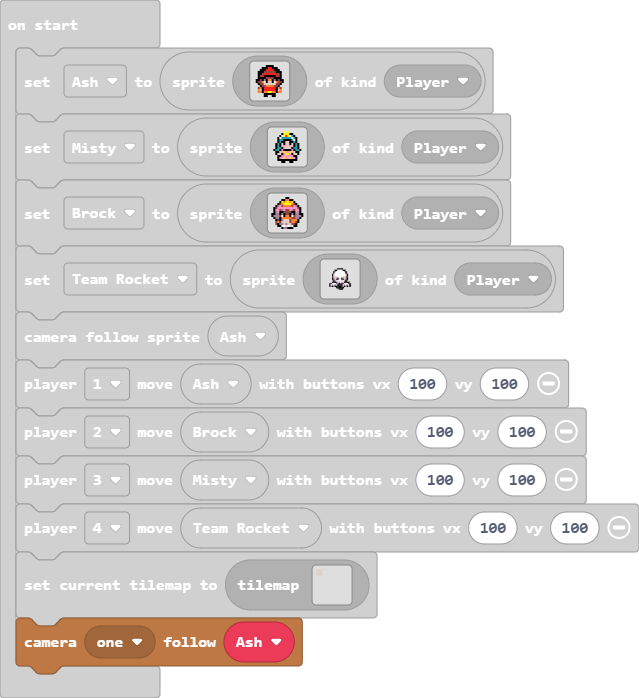 on start
set Ash to sprite of kind Player
set Misty to sprite of kind Player
set Brock to sprite of kind Player
set Team Rocket to sprite of kind Player
camera follow sprite Ash
player 1 move Ash with buttons vx 100 vy 100
player 2 move Brock with buttons vx 100 vy 100
player 3 move Misty with buttons vx 100 vy 100
player 4 move Team Rocket with buttons vx 100 vy 100
set current tilemap to tilemap
camera one follow Ash